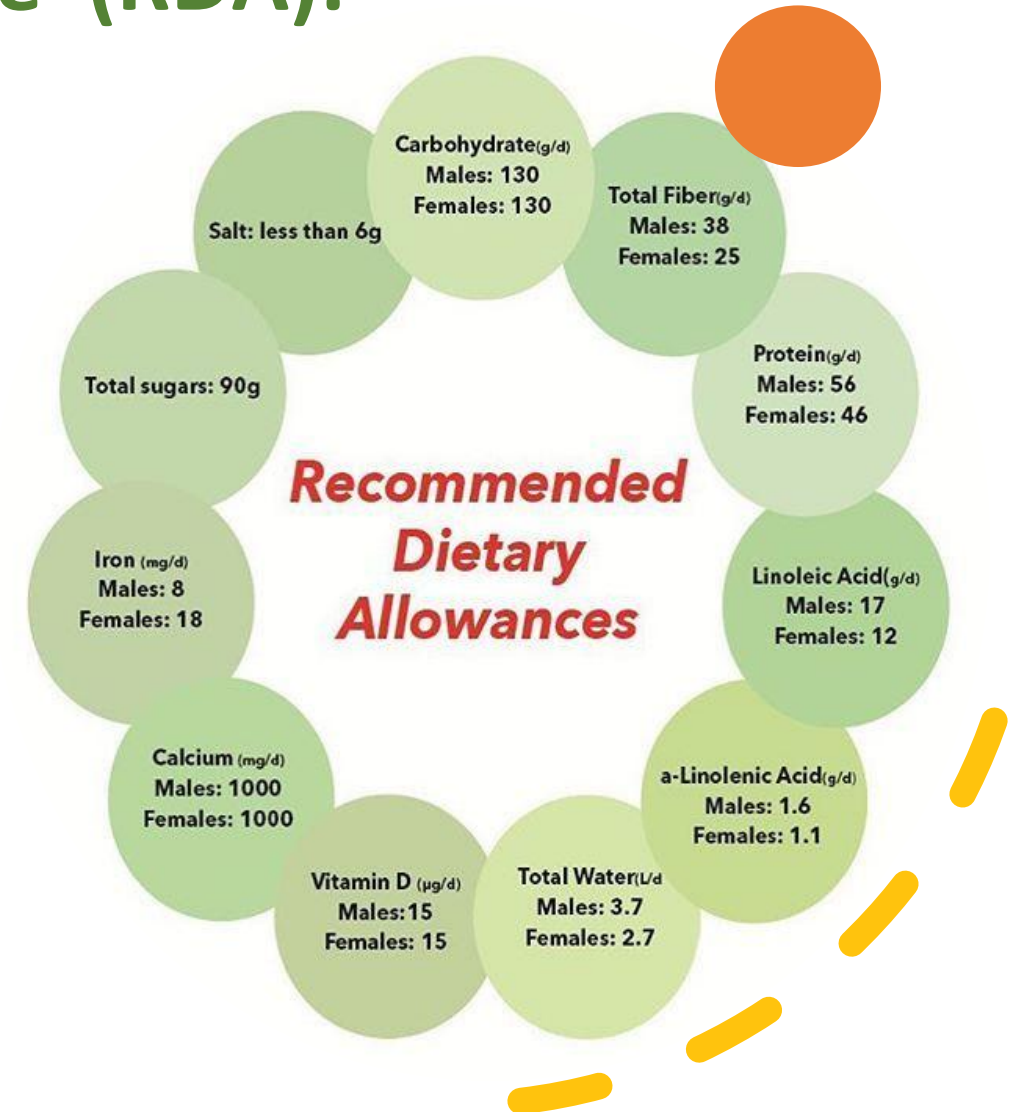 (RDA).
Carbohydrate(g/d)
Males: 130
Females: 130
Total Fiber(g/d)
Males: 38
Females: 25
Protein(g/d)
Males: 56
Females: 46
Linoleic Acid(g/d)
Males: 17
Females: 12
a-Linolenic Acid(g/d)
Males: 1.6
Females: 1.1
Total Water(L/d
Males: 3.7
Females: 2.7
Vitamin D (µg/d)
Males:15
Females: 15
Calcium (mg/d)
Males: 1000
Females: 1000
Iron (mg/d)
Males: 8
Females: 18
Total sugars: 90g
Salt: less than 6g
Recommended
Dietary
Allowances